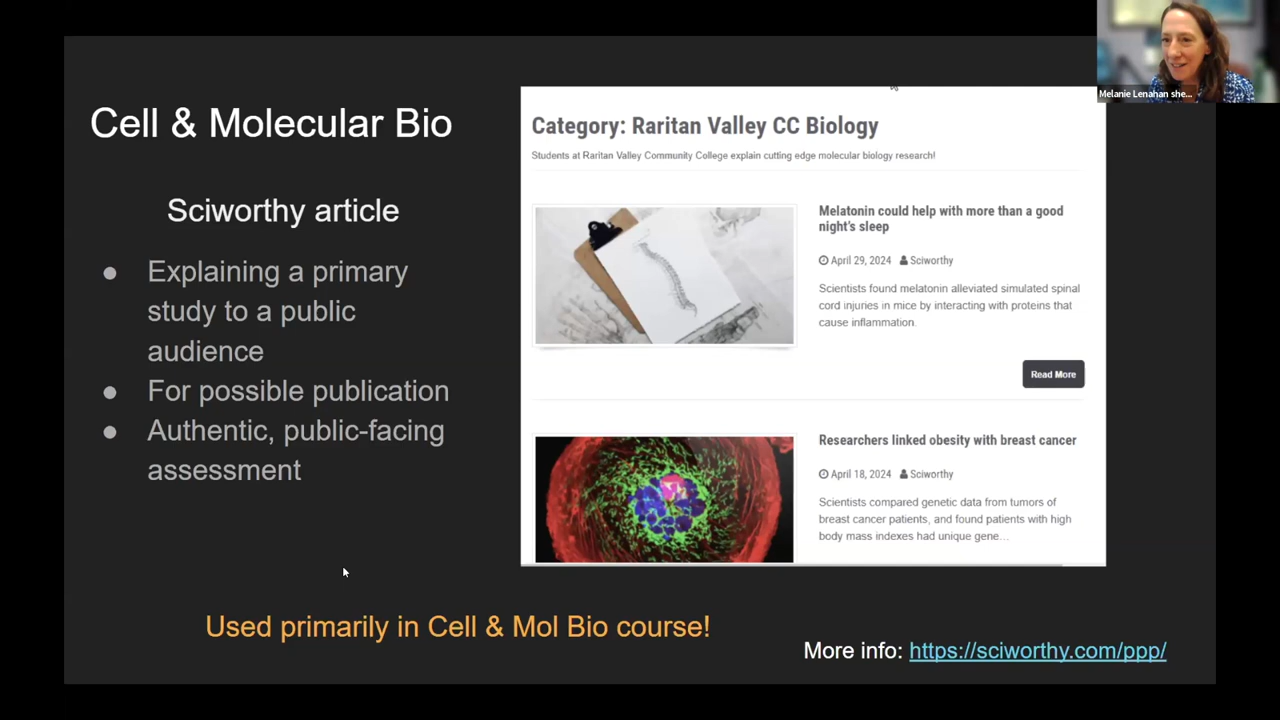 Cell & Molecular Bio
Sciworthy article
● Explaining a primary
study to a public
audience
● For possible publication
● Authentic, public-facing
assessment
Category: Raritan Valley CC Biology
Students at Raritan Valley Community College explain cutting edge molecular biology research!
Melatonin could help with more than a good
night's sleep
April 29, 2024 Sciworthy
Scientists found melatonin alleviated simulated spinal
cord injuries in mice by interacting with proteins that
cause inflammation.
Read More
Researchers linked obesity with breast cancer
April 18, 2024 Sciworthy
Scientists compared genetic data from tumors of
breast cancer patients, and found patients with high
body mass indexes had unique gene…
Used primarily in Cell & Mol Bio course!
More info: https://sciworthy.com/ppp/
Melanie Lenahan she...